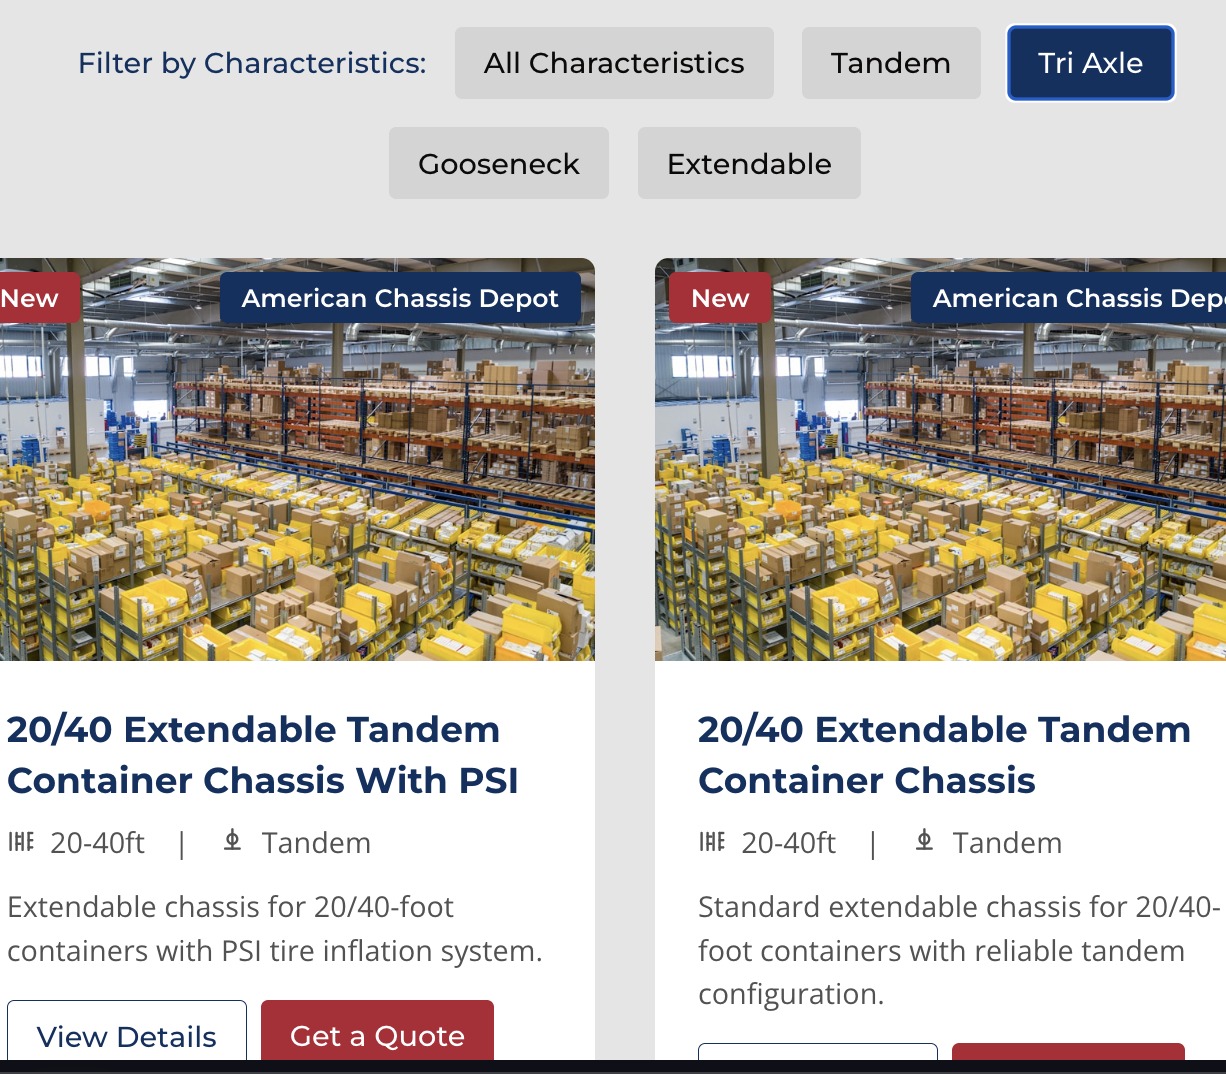 Filter by Characteristics: All Characteristics Tandem Tri Axle
Gooseneck Extendable
New American Chassis Depot
New American Chassis Dep
20/40 Extendable Tandem
Container Chassis With PSI
20-40ft | Tandem
Extendable chassis for 20/40-foot
containers with PSI tire inflation system.
View Details Get a Quote
20/40 Extendable Tandem
Container Chassis
20-40ft | Tandem
Standard extendable chassis for 20/40-
foot containers with reliable tandem
configuration.